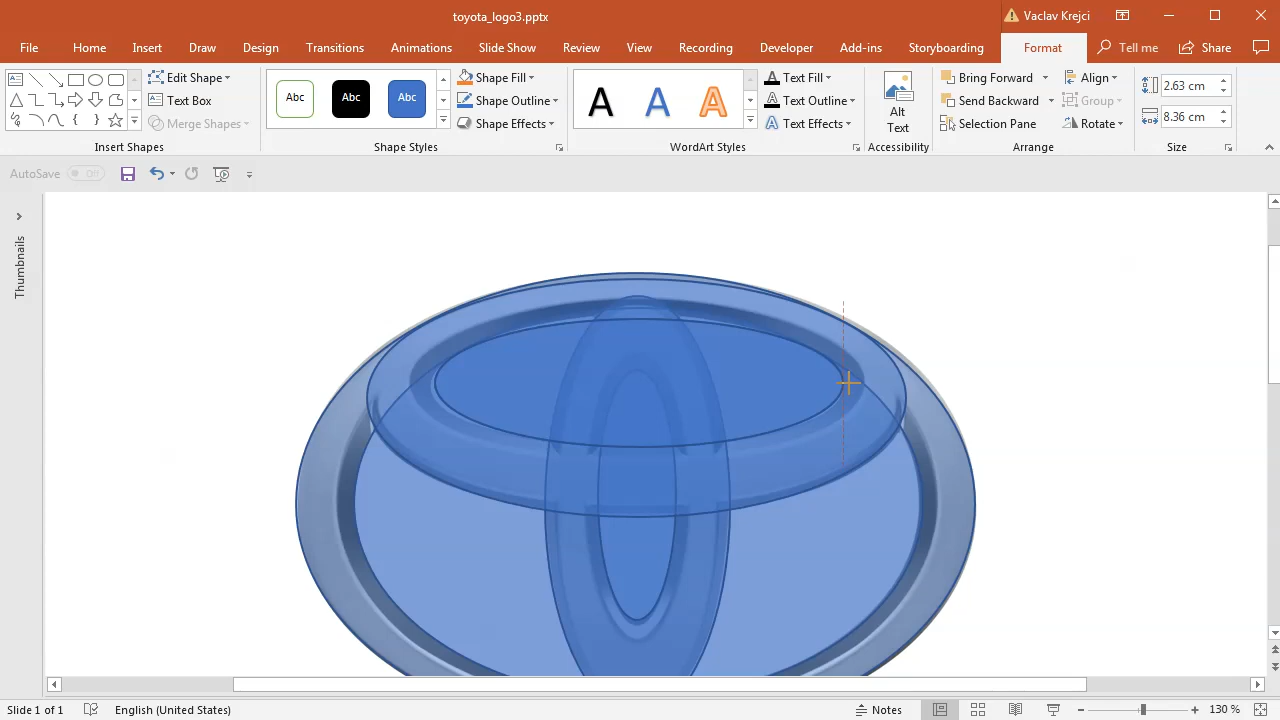 toyota_logo3.pptx
Vaclav Krejci
File Home Insert Draw Design Transitions Animations Slide Show Review View Recording Developer Add-ins Storyboarding Format Tell me Share
Edit Shape
Text Box
Merge Shapes
Insert Shapes
Abc Abc Abc
Shape Fill
Shape Outline
Shape Effects
Shape Styles
A A A
Text Fill
Text Outline
Text Effects
WordArt Styles
Alt
Text
Accessibility
Bring Forward
Send Backward
Selection Pane
Align
Group
Rotate
Arrange
2.63 cm
8.36 cm
Size
AutoSave Off
Thumbnails
Slide 1 of 1 English (United States) Notes 130 %